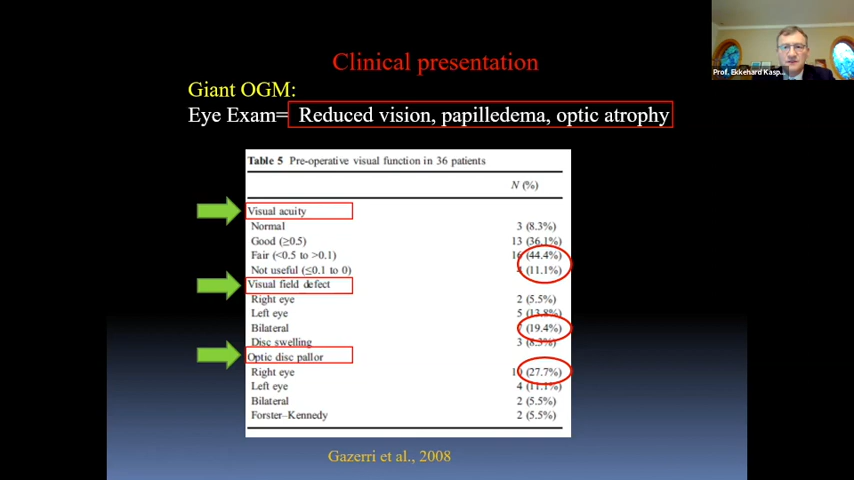 Clinical presentation
Prof. Ekkehard Kasp...
Giant OGM:
Eye Exam= Reduced vision, papilledema, optic atrophy
Table 5 Pre-operative visual function in 36 patients
N (%)
Visual acuity
Normal 3 (8.3%)
Good (≥0.5) 13 (36.1%)
Fair (<0.5 to >0.1) 16 (44.4%)
Not useful (≤0.1 to 0) 4 (11.1%)
Visual field defect
Right eye 2 (5.5%)
Left eye 5 (13.8%)
Bilateral (19.4%)
Disc swelling 3 (8.3%)
Optic disc pallor
Right eye 10 (27.7%)
Left eye 4 (11.1%)
Bilateral 2 (5.5%)
Forster–Kennedy 2 (5.5%)
Gazerri et al., 2008